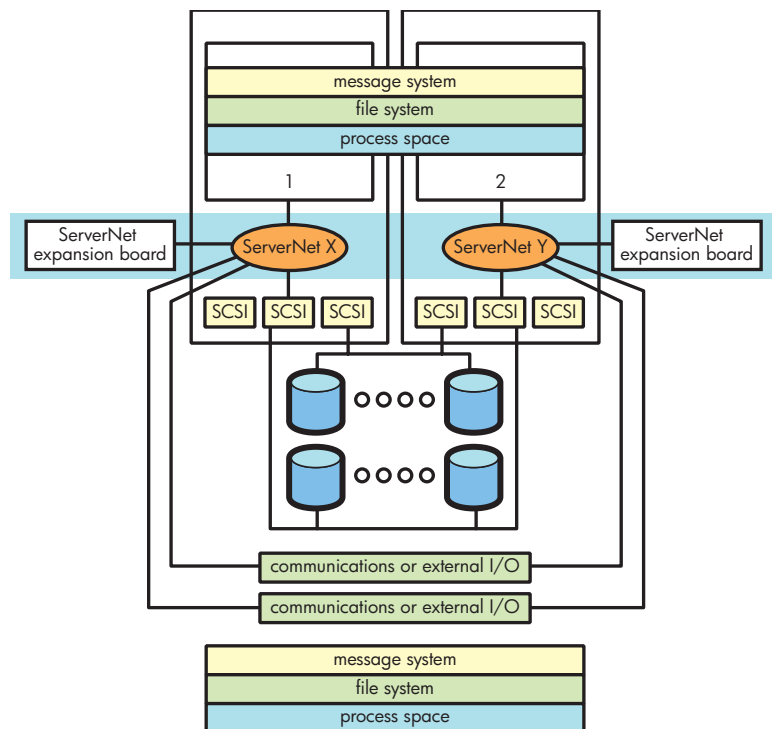 message system
file system
process space
1
2
ServerNet
expansion board
ServerNet X
ServerNet Y
ServerNet
expansion board
SCSI
SCSI
SCSI
SCSI
SCSI
SCSI
communications or external I/O
communications or external I/O
message system
file system
process space